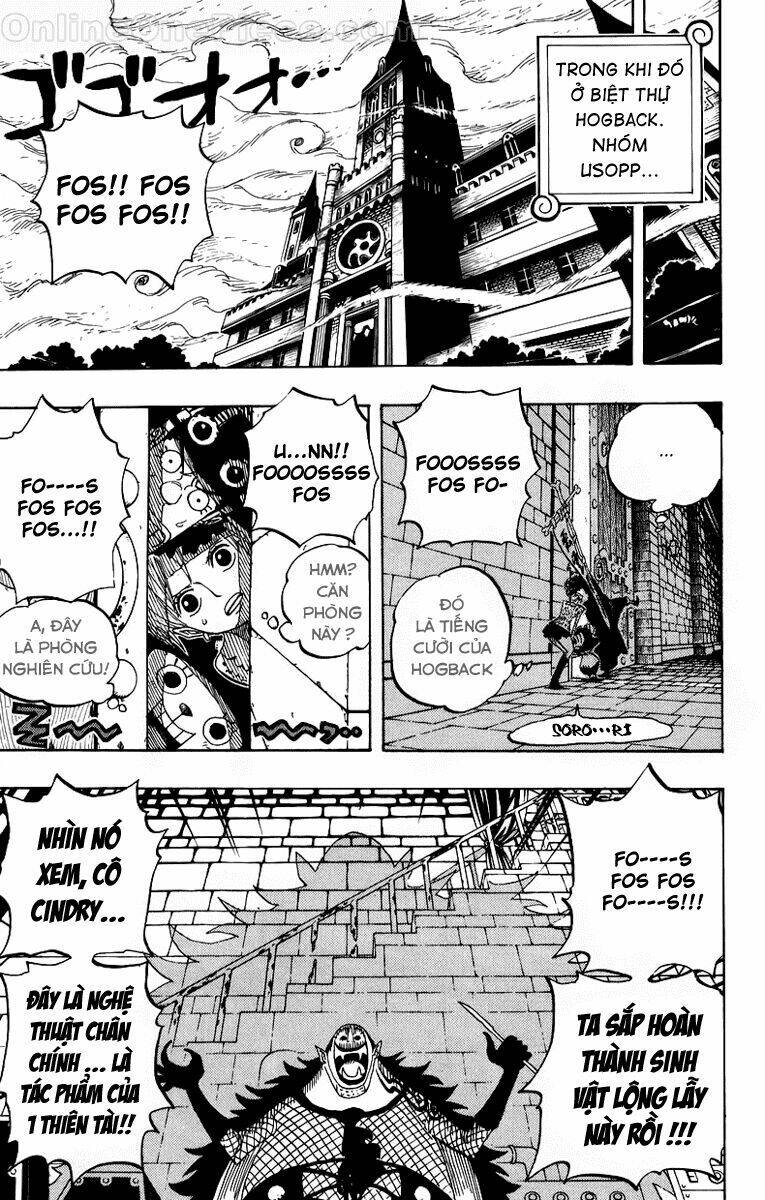 OnlineOnePiece.com
ゴゴゴオオ…
TRONG KHI ĐÓ
Ở BIỆT THỰ
HOGBACK.
NHÓM
USOPP...
FOS!! FOS
FOS FOS!!
...
FOOOSSSS
FOS FO-
ĐÓ
LÀ TIẾNG
CƯỜI CỦA
HOGBACK
SORO...RI
U...NN!!
FOOOOSSSS
FOS
HMM?
CĂN
PHÒNG
NÀY ?
FO----S
FOS FOS
FOS...!!
A, ĐÂY
LÀ PHÒNG
NGHIÊN CỨU!
FO----S
FOS FOS
FO----S!!!
TA SẮP HOÀN
THÀNH SINH
VẬT LỘNG LẪY
NÀY RỒI !!!
NHÌN NÓ
XEM, CÔ
CINDRY...
ĐÂY LÀ NGHỆ
THUẬT CHÂN
CHÍNH ... LÀ
TÁC PHẨM CỦA
1 THIÊN TÀI!!